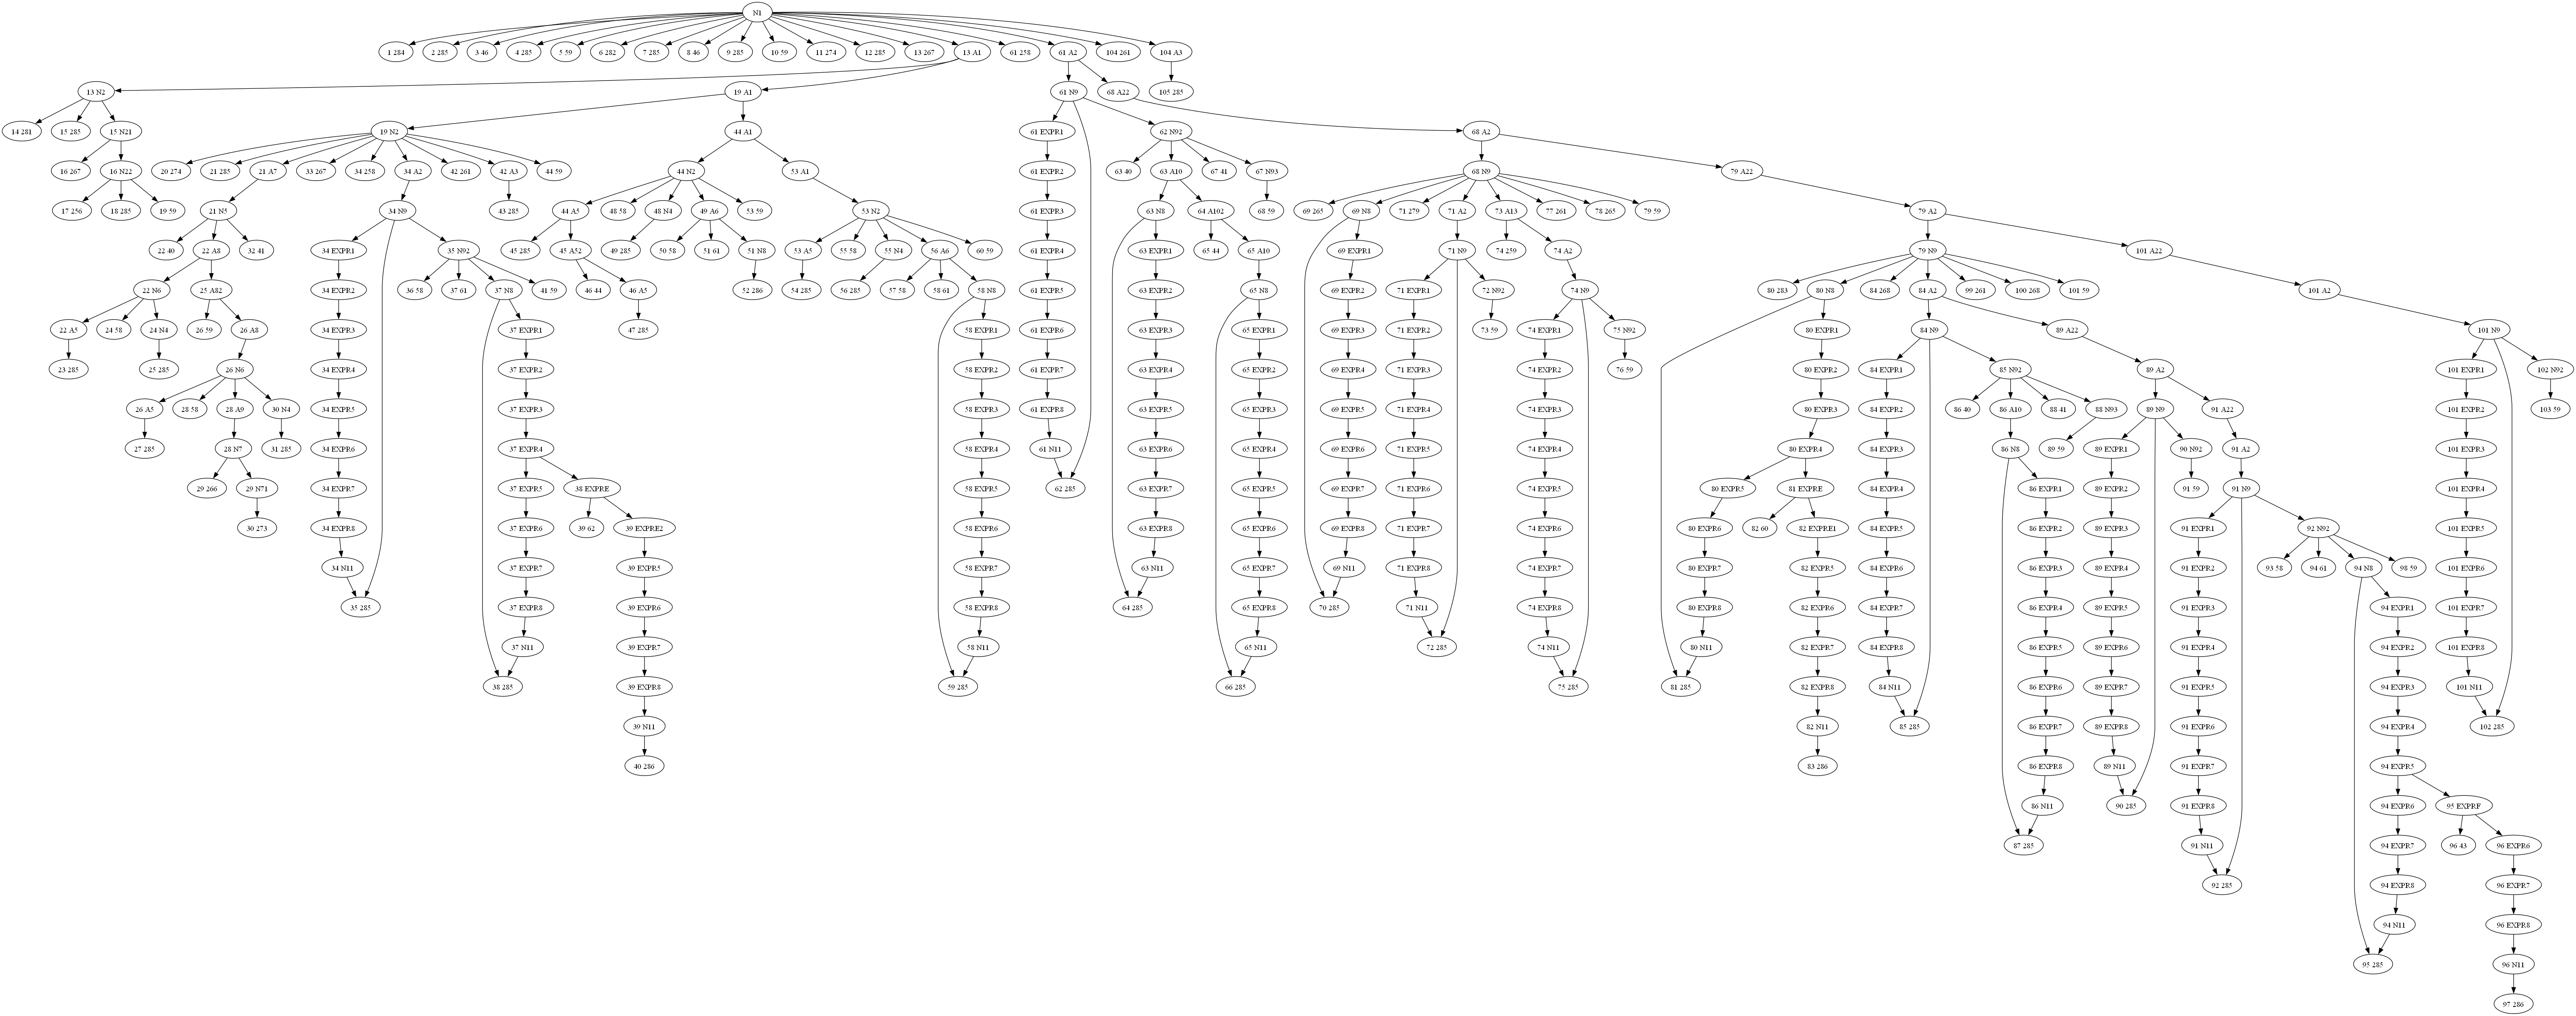 N1
1 284 2 285 3 46 4 285 5 59 6 282 7 285 8 46 9 285 10 59 11 274 12 285 13 267 13 A1 61 258 61 A2 104 261 104 A3
13 N2 19 A1 61 N9 68 A22 105 285
14 281 15 285 15 N21 19 N2 44 A1 61 EXPR1 62 N92 68 A2
16 267 16 N22 20 274 21 285 21 A7 33 267 34 258 34 A2 42 261 42 A3 44 59 44 N2 53 A1 61 EXPR2 63 40 63 A10 67 41 67 N93 68 N9 79 A22
17 256 18 285 19 59 21 N5 34 N9 43 285 44 A5 48 58 48 N4 49 A6 53 59 53 N2 61 EXPR3 63 N8 64 A102 68 59 69 265 69 N8 71 279 71 A2 73 A13 77 261 78 265 79 59 79 A2
22 40 22 A8 32 41 34 EXPR1 35 N92 45 285 45 A52 49 285 50 58 51 61 51 N8 53 A5 55 58 55 N4 56 A6 60 59 61 EXPR4 63 EXPR1 65 44 65 A10 69 EXPR1 71 N9 74 259 74 A2 79 N9 101 A22
22 N6 25 A82 34 EXPR2 36 58 37 61 37 N8 41 59 46 44 46 A5 52 286 54 285 56 285 57 58 58 61 58 N8 61 EXPR5 63 EXPR2 65 N8 69 EXPR2 71 EXPR1 72 N92 74 N9 80 283 80 N8 84 268 84 A2 99 261 100 268 101 59 101 A2
22 A5 24 58 24 N4 26 59 26 A8 34 EXPR3 37 EXPR1 47 285 58 EXPR1 61 EXPR6 63 EXPR3 65 EXPR1 69 EXPR3 71 EXPR2 73 59 74 EXPR1 75 N92 80 EXPR1 84 N9 89 A22 101 N9
23 285 25 285 26 N6 34 EXPR4 37 EXPR2 58 EXPR2 61 EXPR7 63 EXPR4 65 EXPR2 69 EXPR4 71 EXPR3 74 EXPR2 76 59 80 EXPR2 84 EXPR1 85 N92 89 A2 101 EXPR1 102 N92
26 A5 28 58 28 A9 30 N4 34 EXPR5 37 EXPR3 58 EXPR3 61 EXPR8 63 EXPR5 65 EXPR3 69 EXPR5 71 EXPR4 74 EXPR3 80 EXPR3 84 EXPR2 86 40 86 A10 88 41 88 N93 89 N9 91 A22 101 EXPR2 103 59
27 285 28 N7 31 285 34 EXPR6 37 EXPR4 58 EXPR4 61 N11 63 EXPR6 65 EXPR4 69 EXPR6 71 EXPR5 74 EXPR4 80 EXPR4 84 EXPR3 86 N8 89 59 89 EXPR1 90 N92 91 A2 101 EXPR3
29 266 29 N71 34 EXPR7 37 EXPR5 38 EXPRE 58 EXPR5 62 285 63 EXPR7 65 EXPR5 69 EXPR7 71 EXPR6 74 EXPR5 80 EXPR5 81 EXPRE 84 EXPR4 86 EXPR1 89 EXPR2 91 59 91 N9 101 EXPR4
30 273 34 EXPR8 37 EXPR6 39 62 39 EXPRE2 58 EXPR6 63 EXPR8 65 EXPR6 69 EXPR8 71 EXPR7 74 EXPR6 80 EXPR6 82 60 82 EXPRE1 84 EXPR5 86 EXPR2 89 EXPR3 91 EXPR1 92 N92 101 EXPR5
34 N11 37 EXPR7 39 EXPR5 58 EXPR7 63 N11 65 EXPR7 69 N11 71 EXPR8 74 EXPR7 80 EXPR7 82 EXPR5 84 EXPR6 86 EXPR3 89 EXPR4 91 EXPR2 93 58 94 61 94 N8 98 59 101 EXPR6
35 285 37 EXPR8 39 EXPR6 58 EXPR8 64 285 65 EXPR8 70 285 71 N11 74 EXPR8 80 EXPR8 82 EXPR6 84 EXPR7 86 EXPR4 89 EXPR5 91 EXPR3 94 EXPR1 101 EXPR7
37 N11 39 EXPR7 58 N11 65 N11 72 285 74 N11 80 N11 82 EXPR7 84 EXPR8 86 EXPR5 89 EXPR6 91 EXPR4 94 EXPR2 101 EXPR8
38 285 39 EXPR8 59 285 66 285 75 285 81 285 82 EXPR8 84 N11 86 EXPR6 89 EXPR7 91 EXPR5 94 EXPR3 101 N11
39 N11 82 N11 85 285 86 EXPR7 89 EXPR8 91 EXPR6 94 EXPR4 102 285
40 286 83 286 86 EXPR8 89 N11 91 EXPR7 94 EXPR5
86 N11 90 285 91 EXPR8 94 EXPR6 95 EXPRF
87 285 91 N11 94 EXPR7 96 43 96 EXPR6
92 285 94 EXPR8 96 EXPR7
94 N11 96 EXPR8
95 285 96 N11
97 286